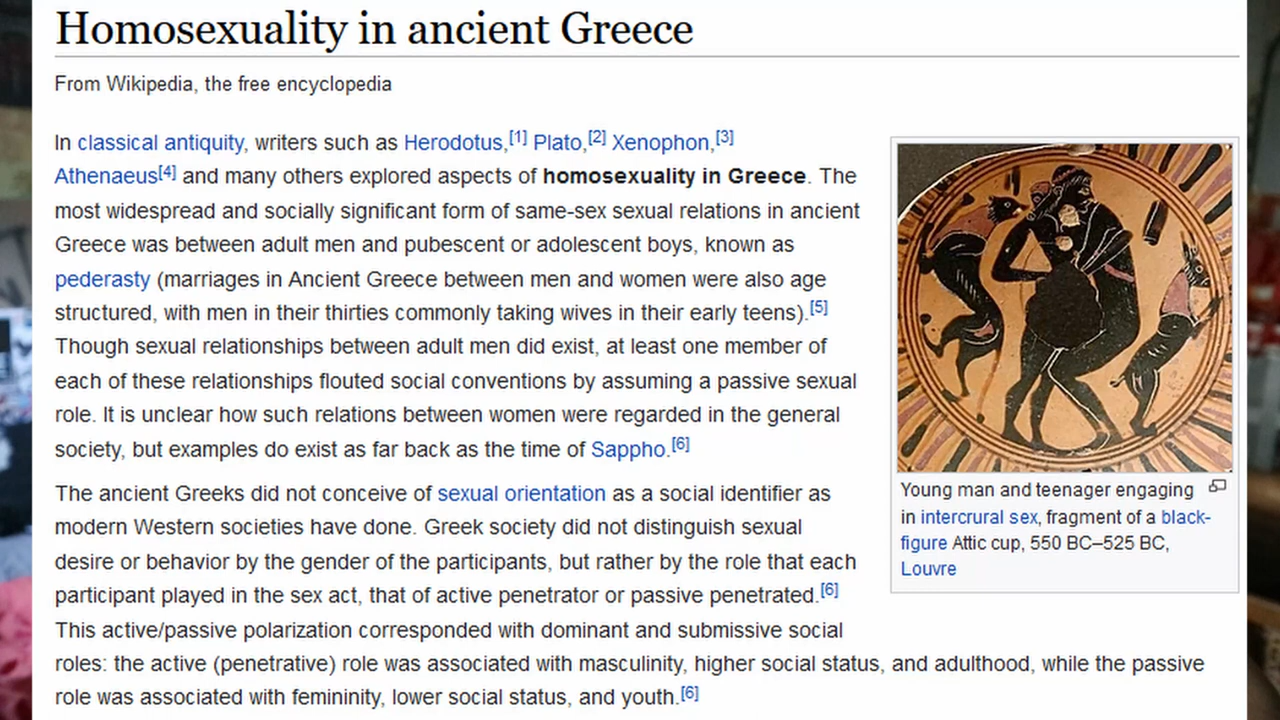 Homosexuality in ancient Greece
From Wikipedia, the free encyclopedia
In classical antiquity, writers such as Herodotus,[1] Plato,[2] Xenophon,[3]
Athenaeus[4] and many others explored aspects of homosexuality in Greece. The
most widespread and socially significant form of same-sex sexual relations in ancient
Greece was between adult men and pubescent or adolescent boys, known as
pederasty (marriages in Ancient Greece between men and women were also age
structured, with men in their thirties commonly taking wives in their early teens).[5]
Though sexual relationships between adult men did exist, at least one member of
each of these relationships flouted social conventions by assuming a passive sexual
role. It is unclear how such relations between women were regarded in the general
society, but examples do exist as far back as the time of Sappho.[6]
The ancient Greeks did not conceive of sexual orientation as a social identifier as
modern Western societies have done. Greek society did not distinguish sexual
desire or behavior by the gender of the participants, but rather by the role that each
participant played in the sex act, that of active penetrator or passive penetrated.[6]
This active/passive polarization corresponded with dominant and submissive social
roles: the active (penetrative) role was associated with masculinity, higher social status, and adulthood, while the passive
role was associated with femininity, lower social status, and youth.[6]
Young man and teenager engaging
in intercrural sex, fragment of a black-
figure Attic cup, 550 BC–525 BC,
Louvre